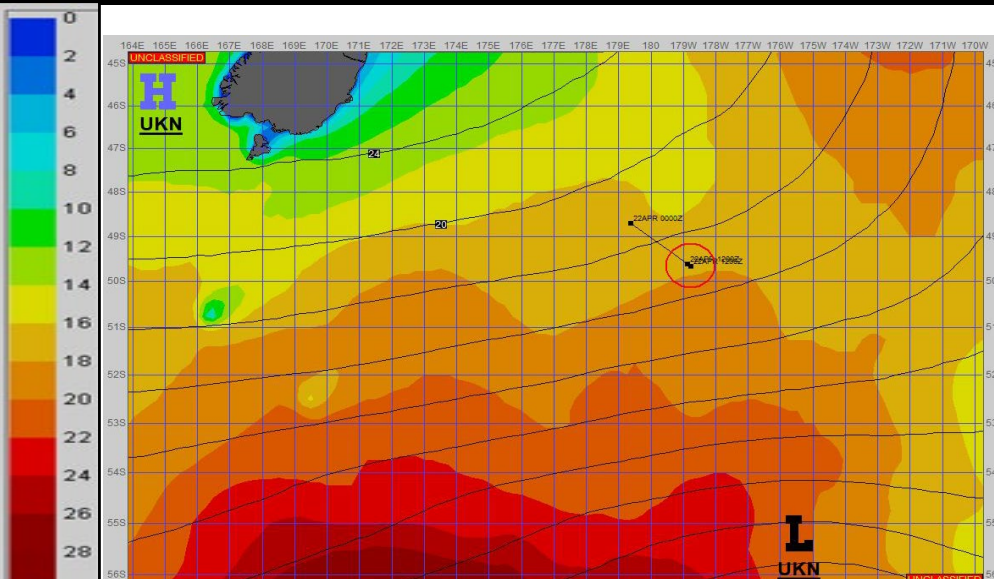 0
2
4
6
8
10
12
14
16
18
20
22
24
26
28
164E 165E 166E 167E 168E 169E 170E 171E 172E 173E 174E 175E 176E 177E 178E 179E 180 179W 178W 177W 176W 175W 174W 173W 172W 171W 170W
UNCLASSIFIED
45S
H
46S
UKN
47S
24
48S
20
22APR 0000Z
49S
50S
51S
52S
53S
54S
55S
L
UKN
56S
UNCLASSIFIED